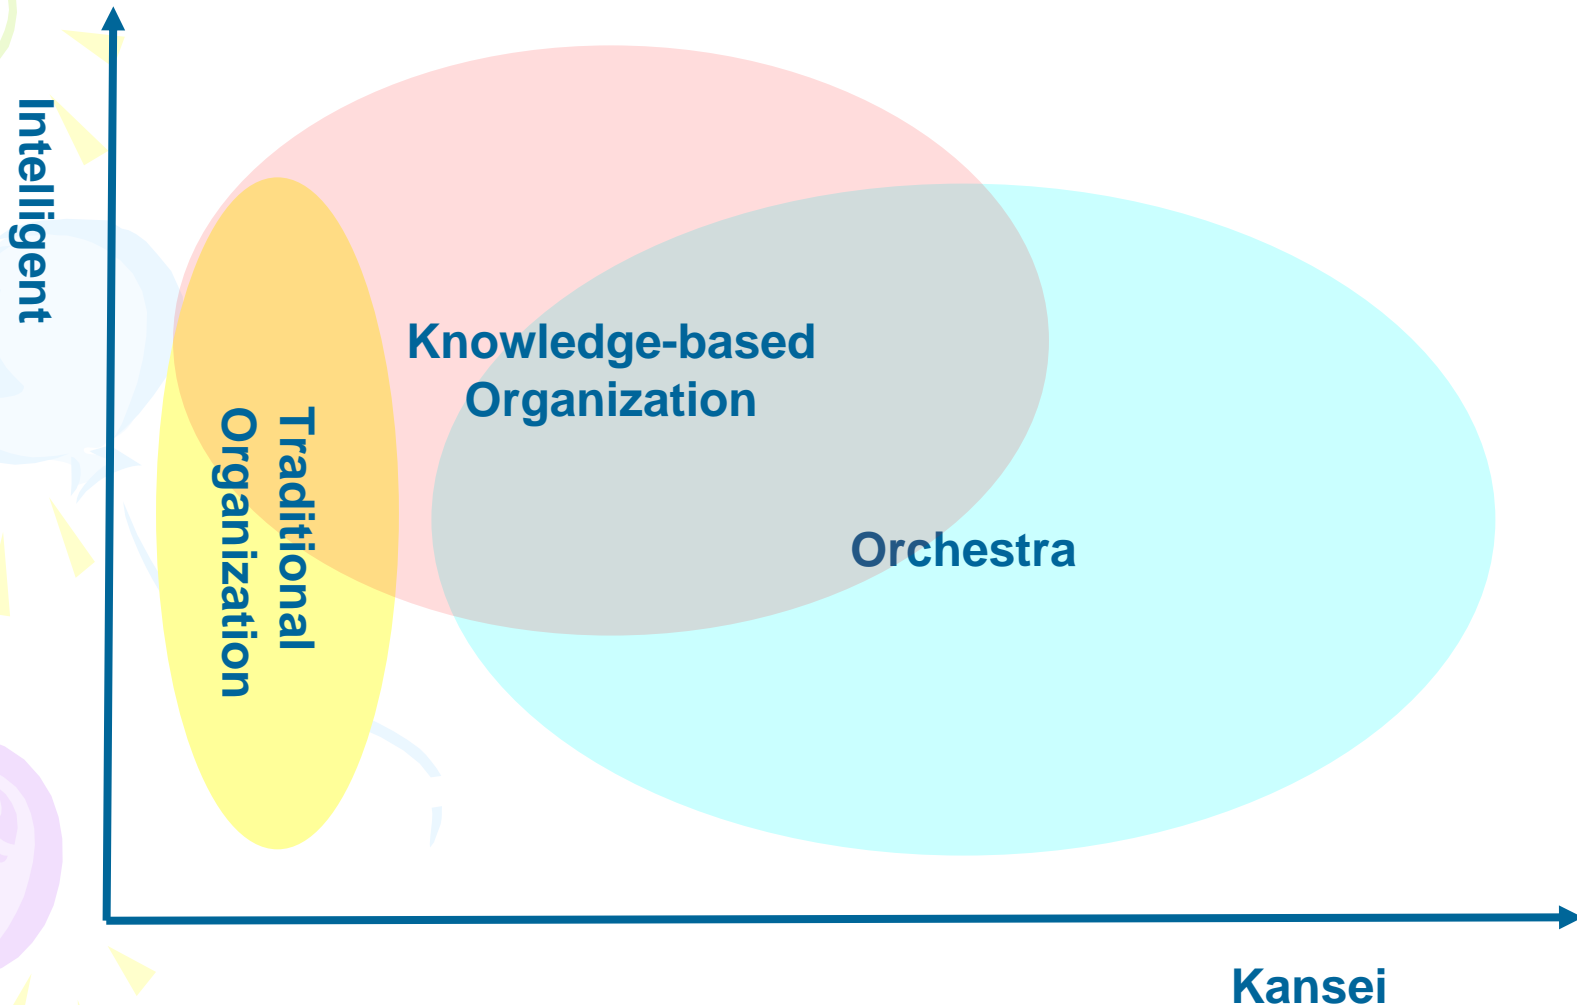 Intelligent
Knowledge-based
Organization
Traditional
Organization
Orchestra
Kansei